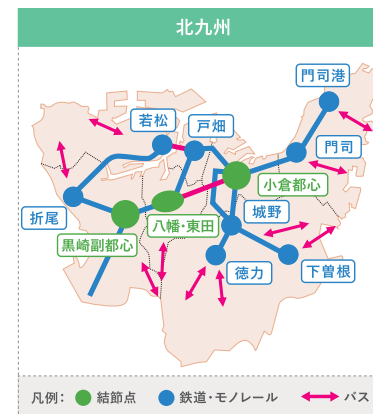 北九州
門司港
若松
戸畑
門司
小倉都心
折尾
城野
八幡・東田
黒崎副都心
徳力
下曽根
凡例： 結節点 鉄道・モノレール バス